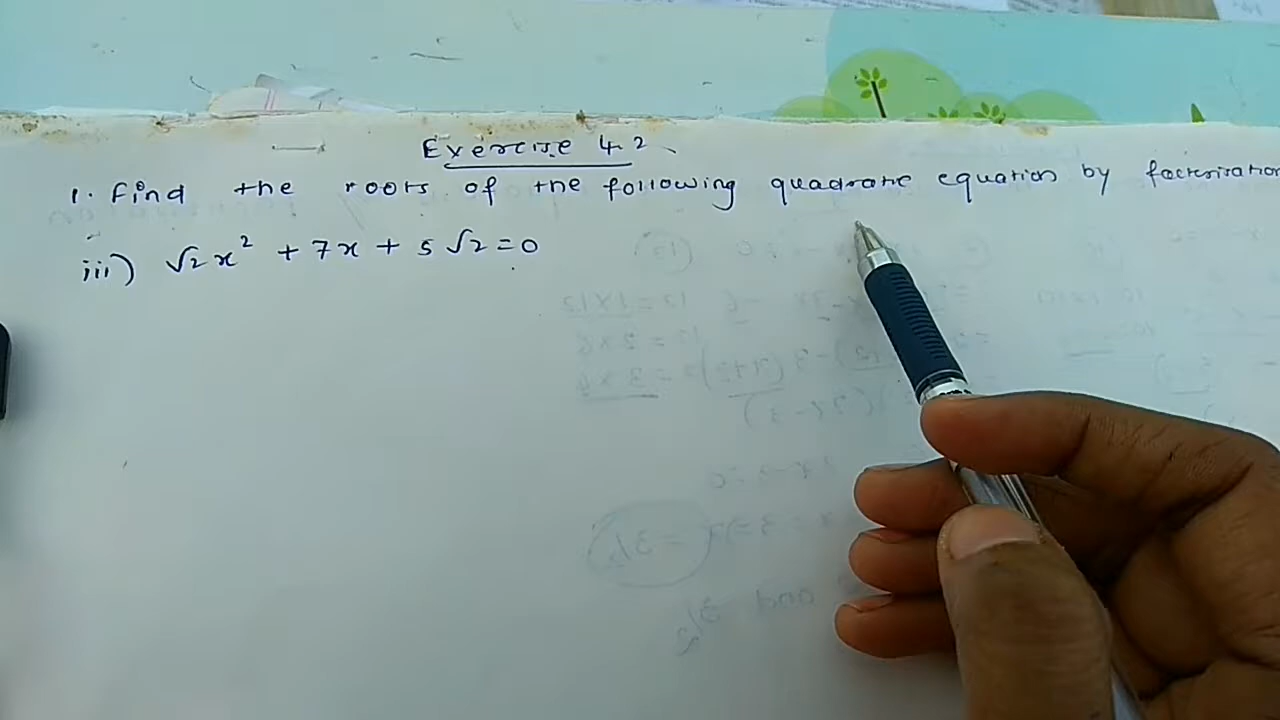 Exercise 4.2
1. Find the roots of the following quadratic equation by factorisation
iii) √2x² + 7x + 5√2 = 0